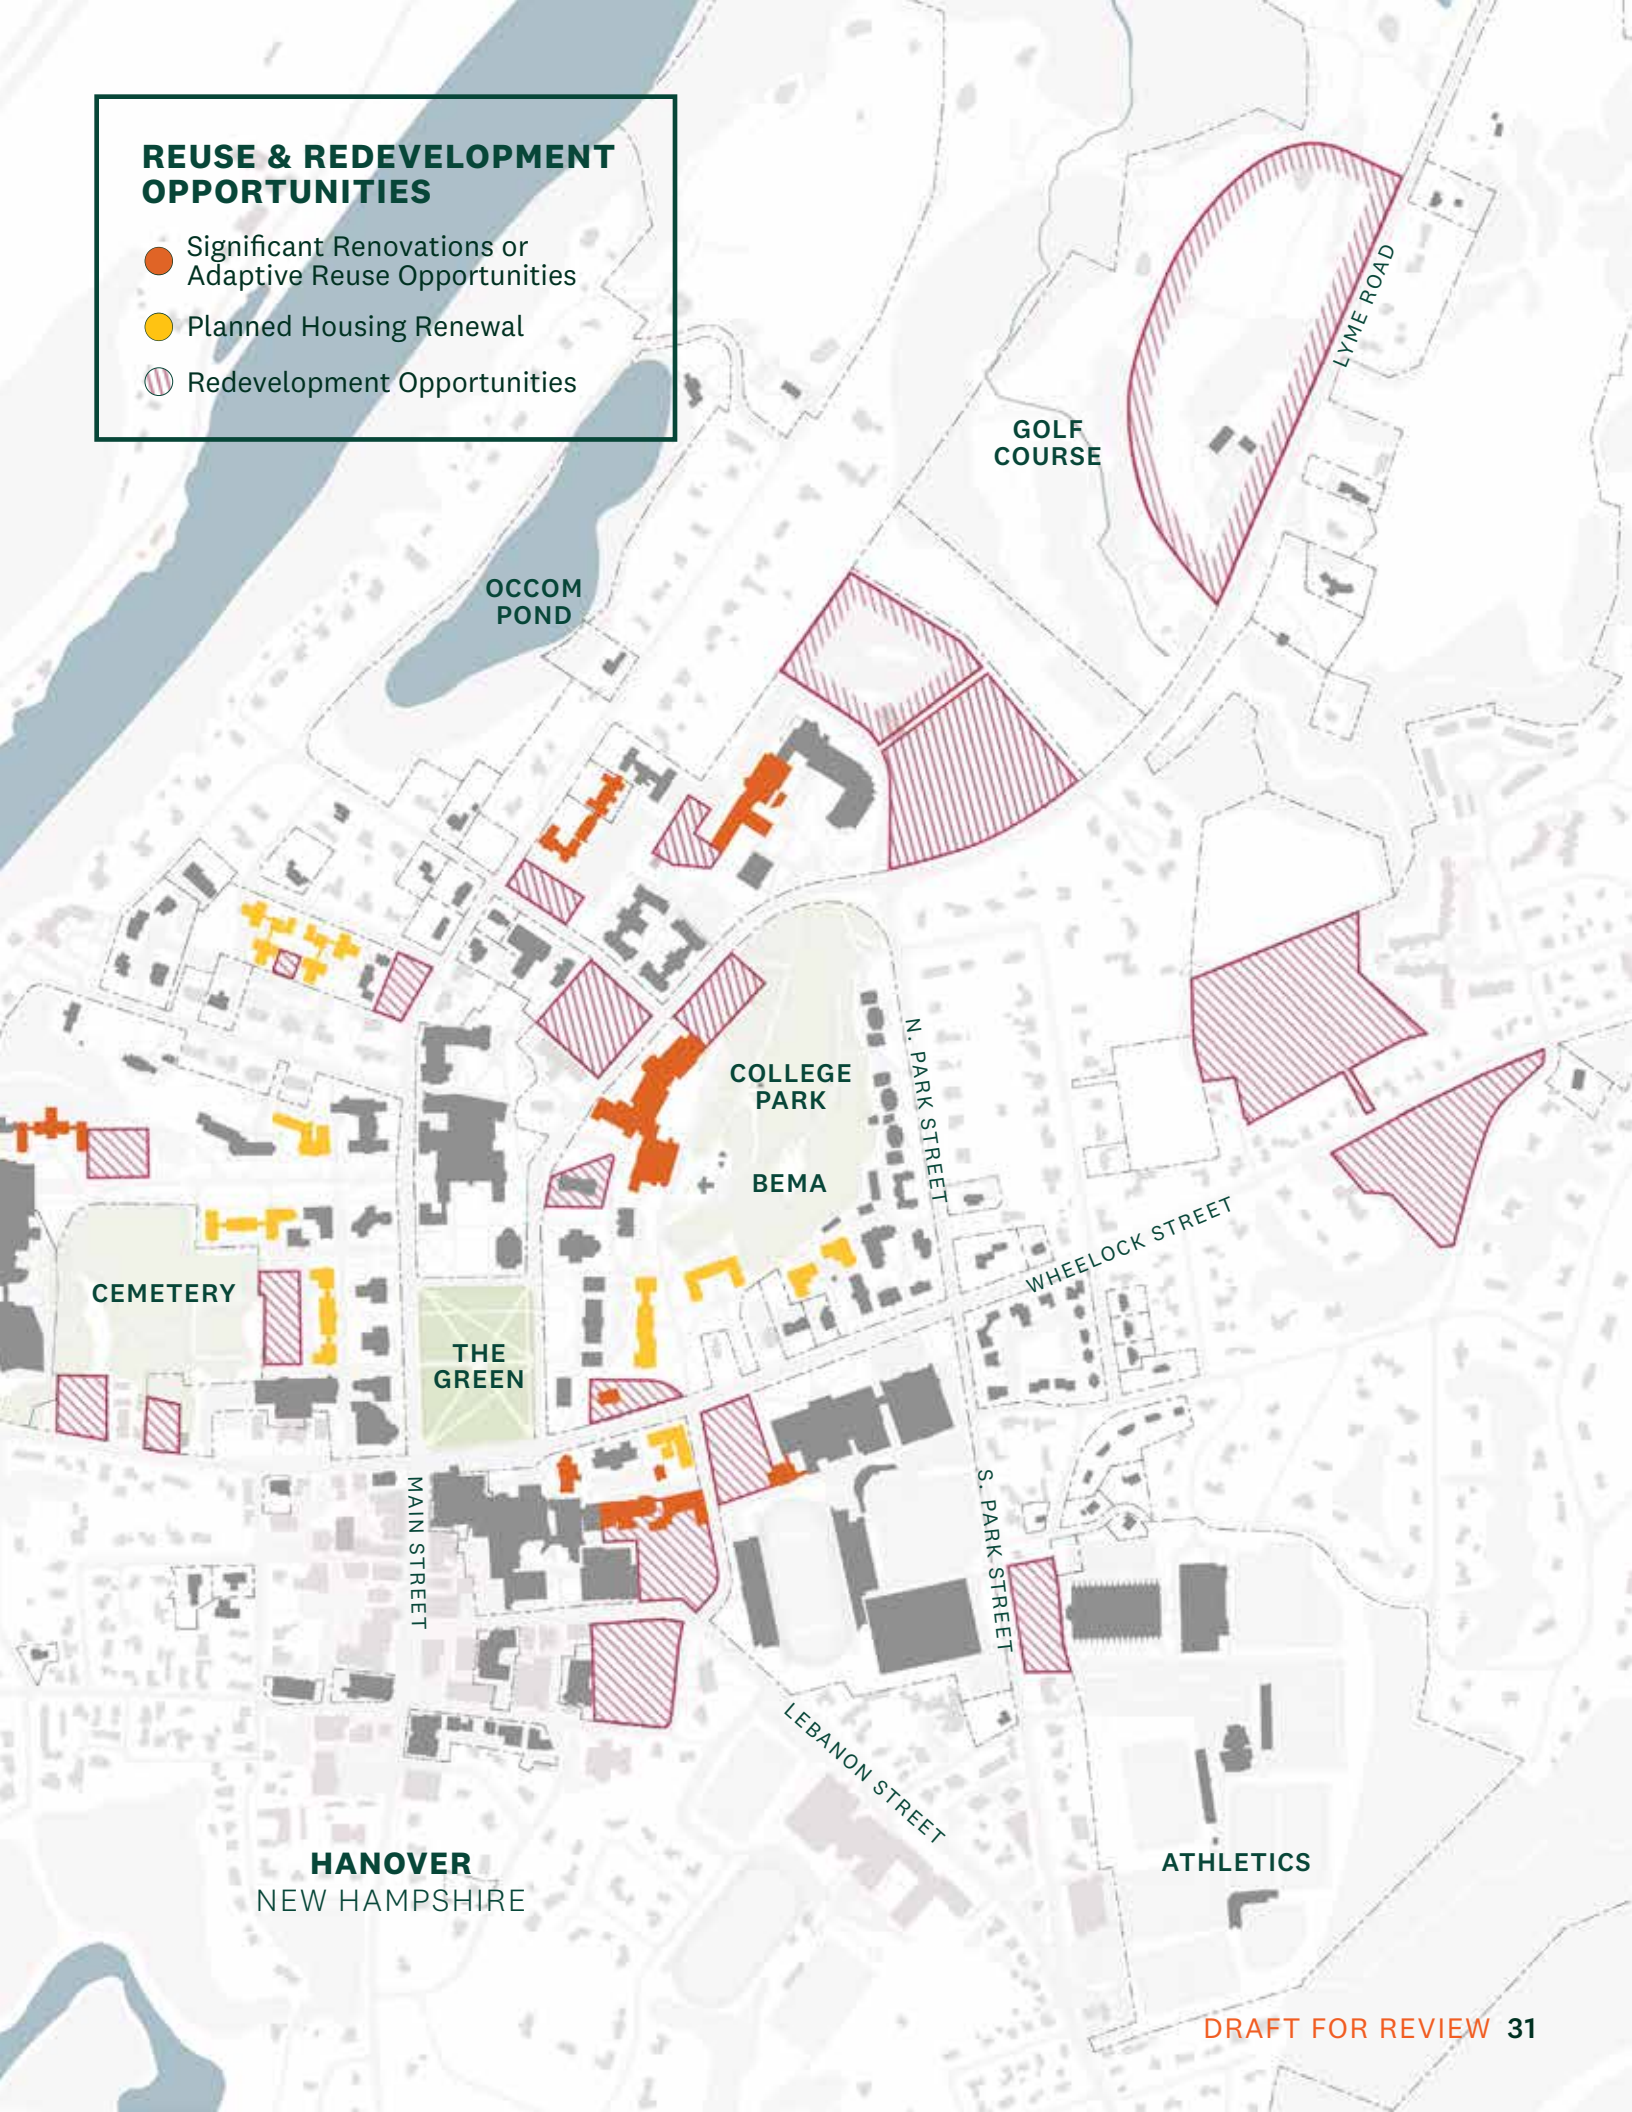 REUSE & REDEVELOPMENT
OPPORTUNITIES
Significant Renovations or
Adaptive Reuse Opportunities
Planned Housing Renewal
Redevelopment Opportunities
LYME ROAD
GOLF
COURSE
OCCOM
POND
COLLEGE
PARK
N. PARK STREET
BEMA
WHEELOCK STREET
CEMETERY
THE
GREEN
MAIN STREET
S. PARK STREET
LEBANON STREET
HANOVER
NEW HAMPSHIRE
ATHLETICS
DRAFT FOR REVIEW 31